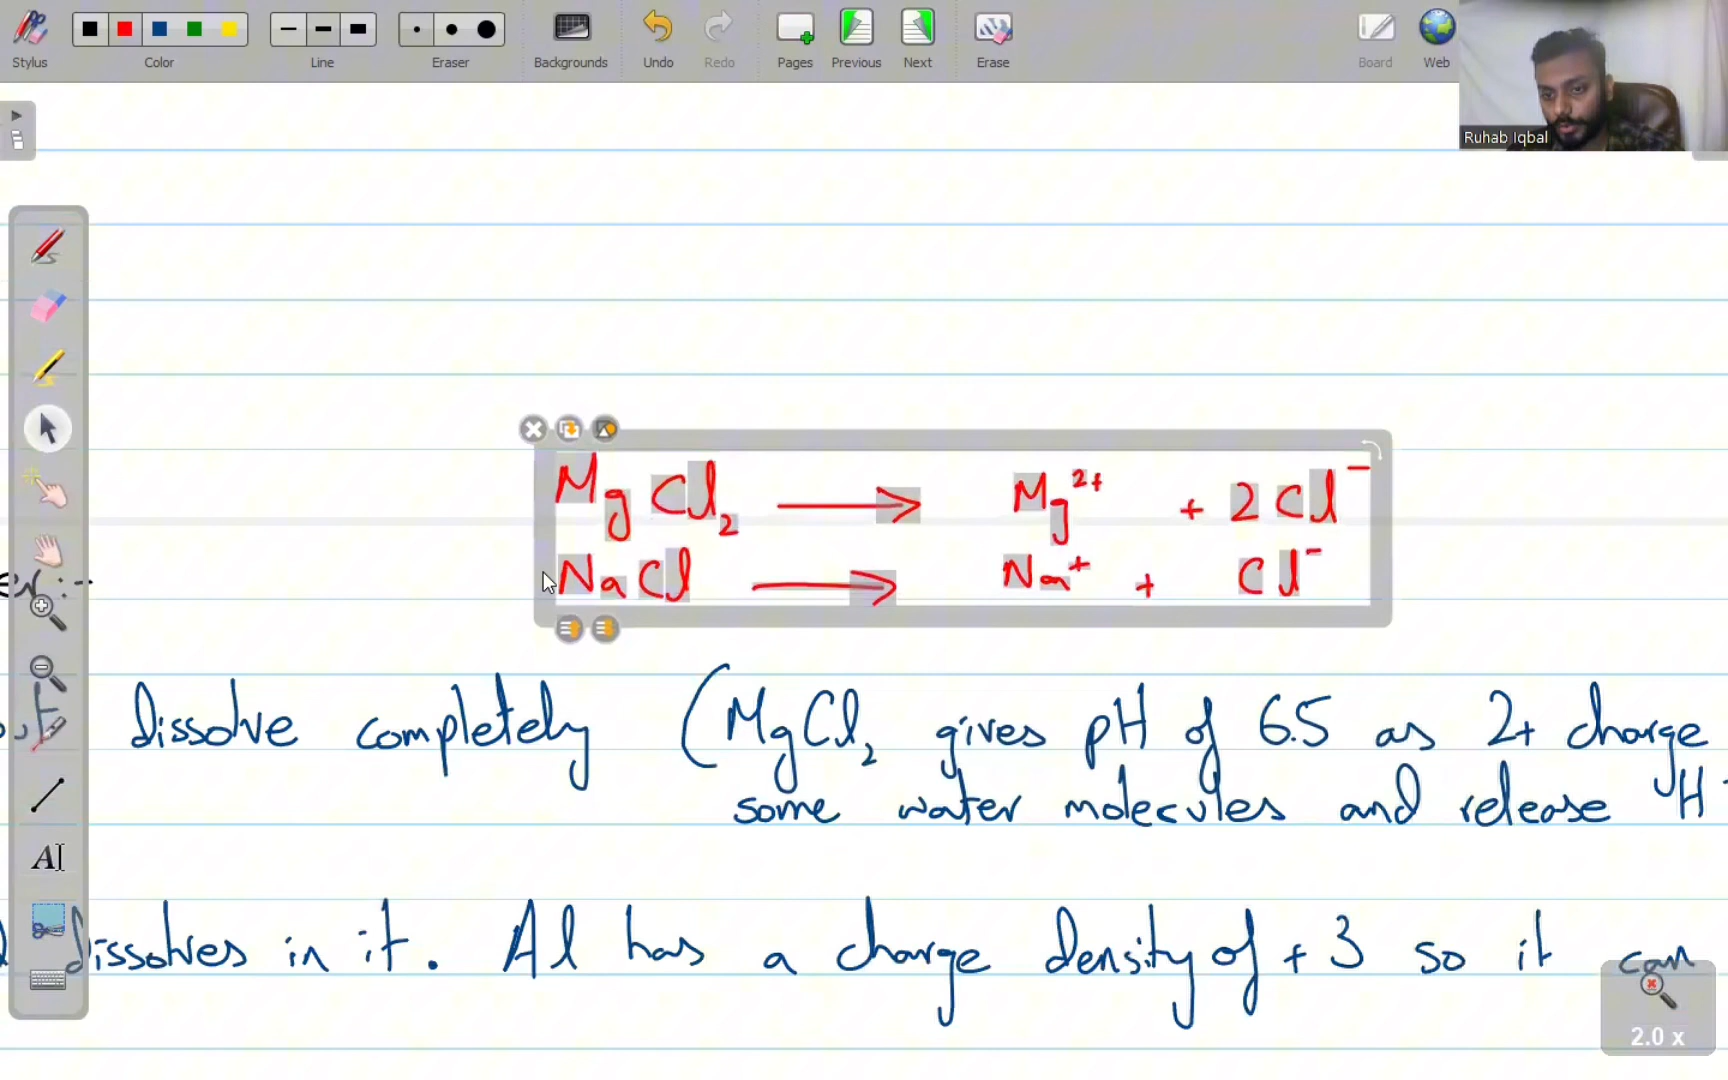 Stylus Color Line Eraser Backgrounds Undo Redo Pages Previous Next Erase Board Web
Ruhab Iqbal
MgCl₂ ⟶ Mg²⁺ + 2Cl⁻
NaCl ⟶ Na⁺ + Cl⁻
er:-
dissolve completely (MgCl₂ gives pH of 6.5 as 2+ charge
some water molecules and release H
dissolves in it. Al has a charge density of +3 so it can
2.0 x